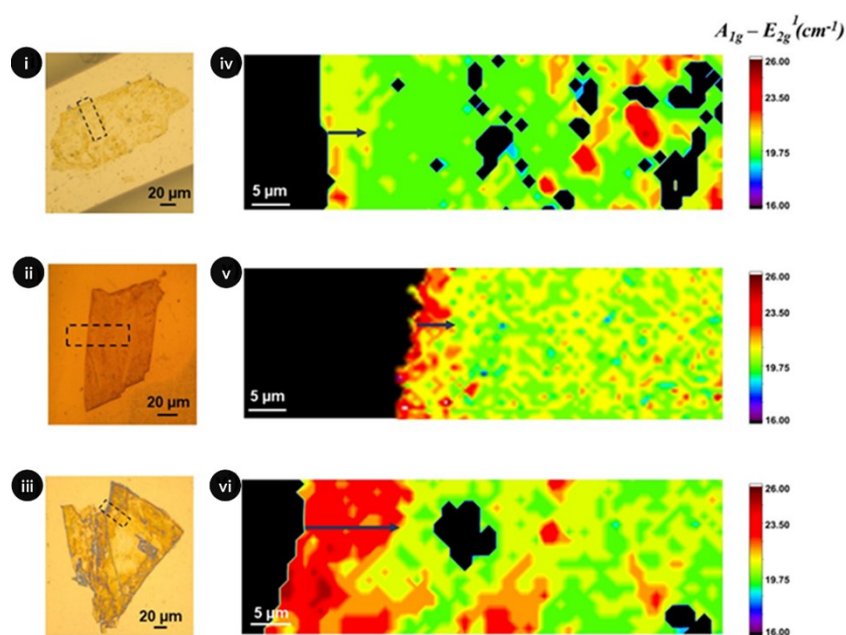 A1g – E2g¹(cm⁻¹)
i
20 µm
iv
5 µm
26.00
23.50
19.75
16.00
ii
20 µm
v
5 µm
26.00
23.50
19.75
16.00
iii
20 µm
vi
5 µm
26.00
23.50
19.75
16.00